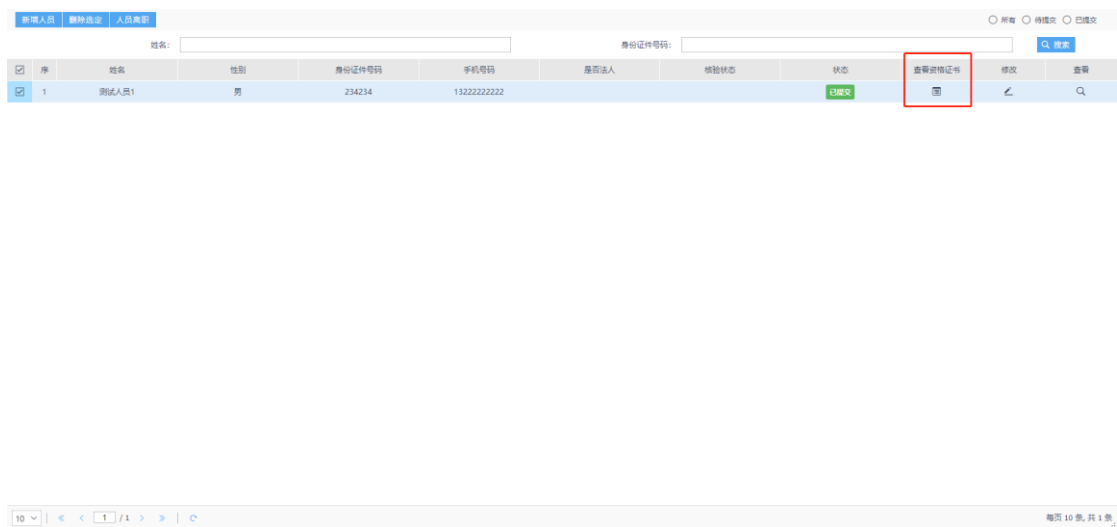 新增人员 删除选定 人员离职 所有 待提交 已提交
姓名: 身份证件号码: 搜索
序 姓名 性别 身份证件号码 手机号码 是否法人 核验状态 状态 查看资格证书 修改 查看
1 测试人员1 男 234234 13222222222 已提交
10 1 / 1 每页 10 条, 共 1 条